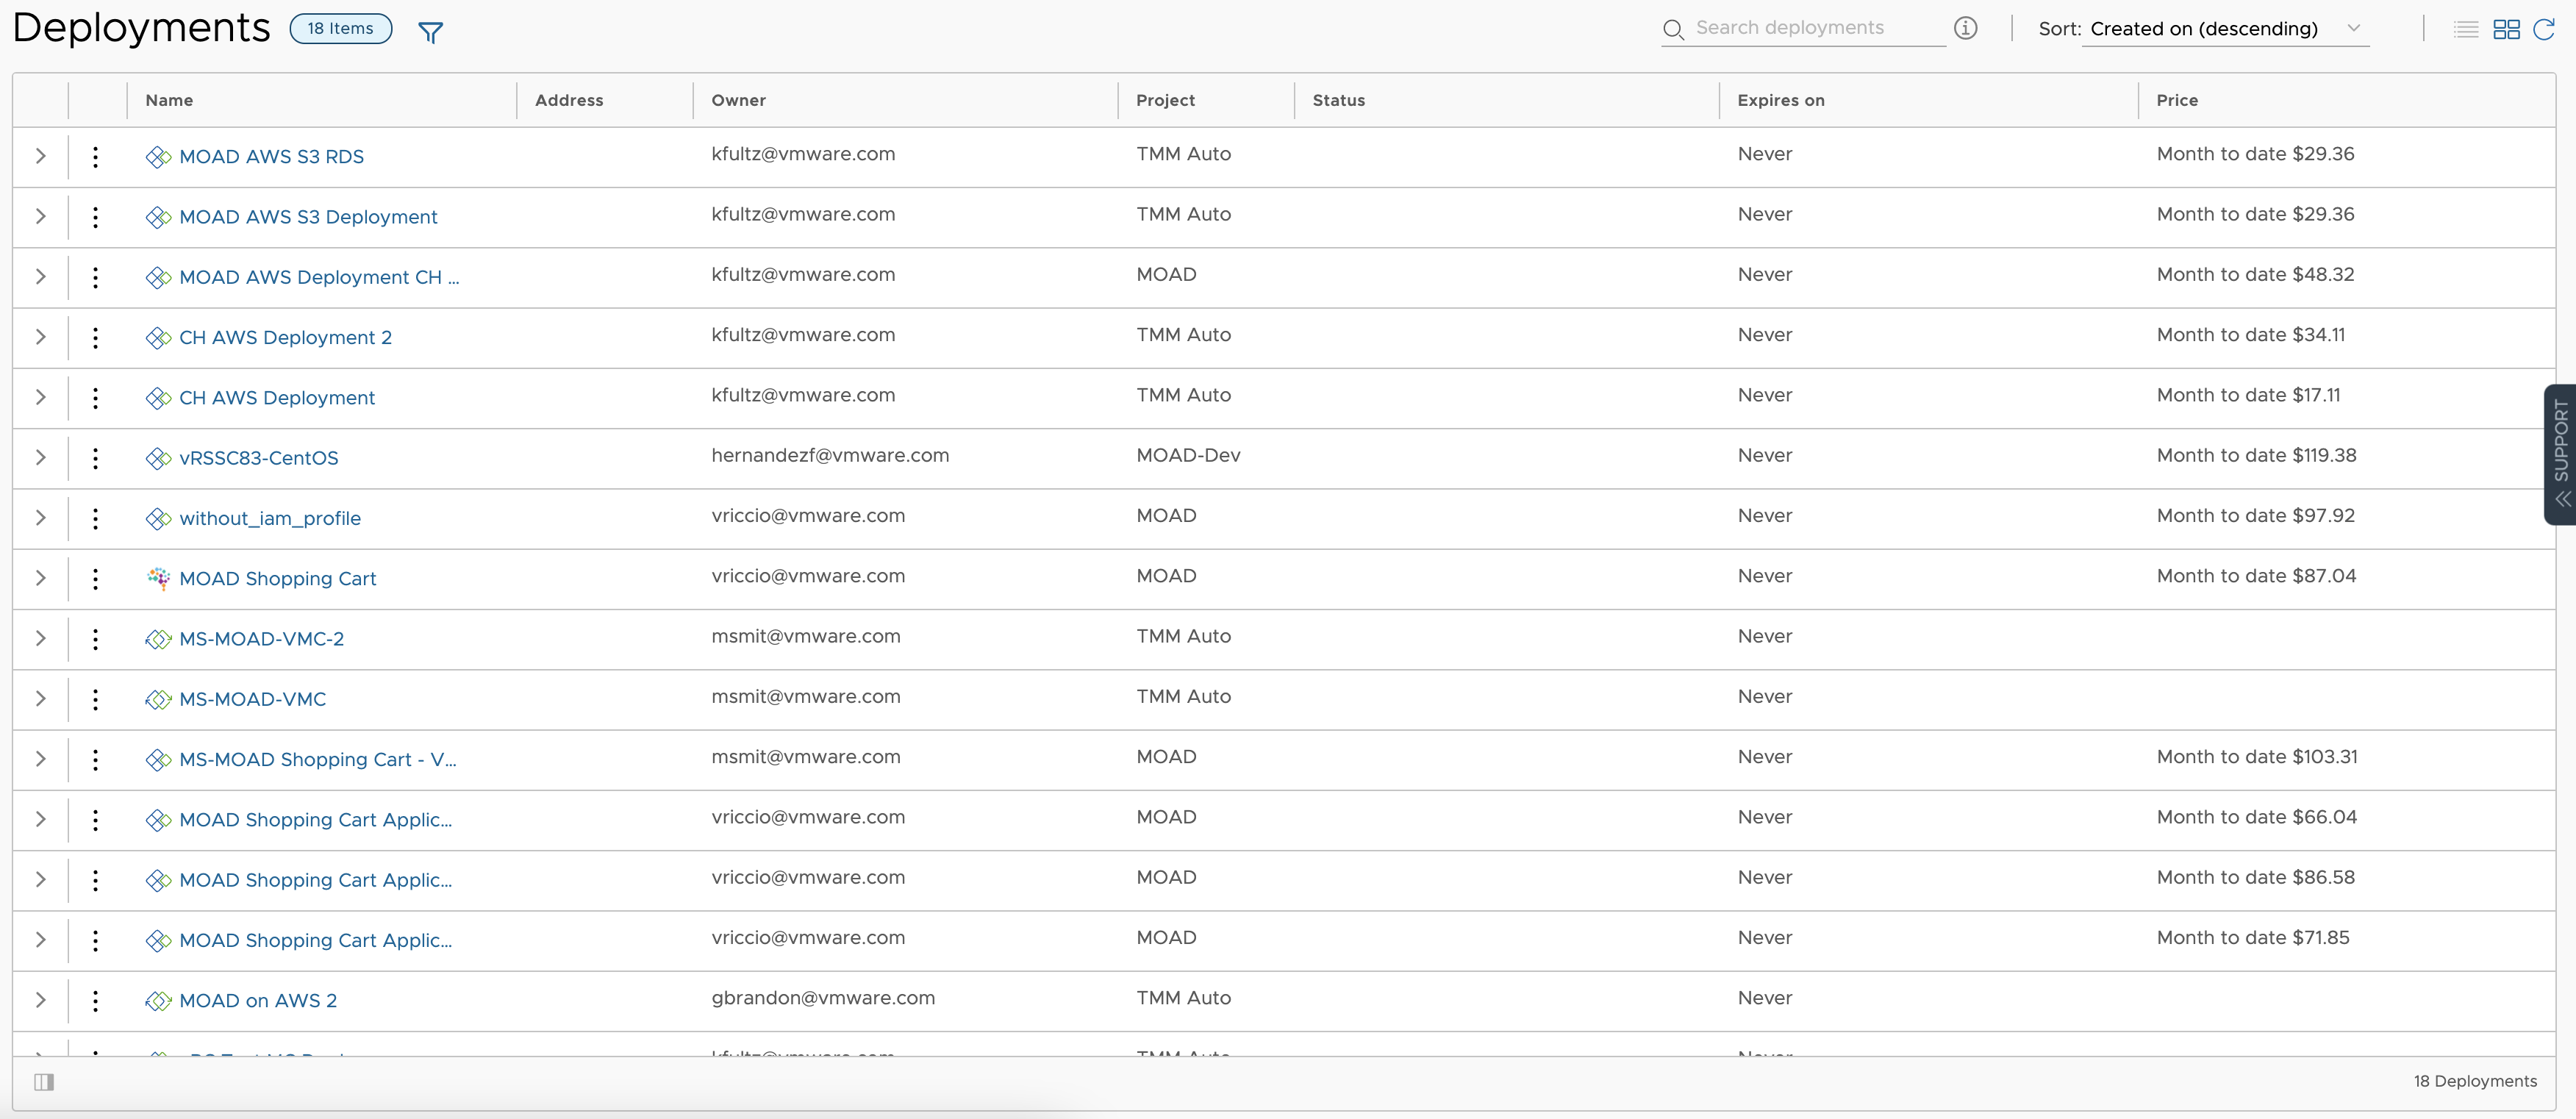 Deployments 18 Items Search deployments Sort: Created on (descending)
Name Address Owner Project Status Expires on Price
MOAD AWS S3 RDS kfultz@vmware.com TMM Auto Never Month to date $29.36
MOAD AWS S3 Deployment kfultz@vmware.com TMM Auto Never Month to date $29.36
MOAD AWS Deployment CH ... kfultz@vmware.com MOAD Never Month to date $48.32
CH AWS Deployment 2 kfultz@vmware.com TMM Auto Never Month to date $34.11
CH AWS Deployment kfultz@vmware.com TMM Auto Never Month to date $17.11
SUPPORT
vRSSC83-CentOS hernandezf@vmware.com MOAD-Dev Never Month to date $119.38
without_iam_profile vriccio@vmware.com MOAD Never Month to date $97.92
MOAD Shopping Cart vriccio@vmware.com MOAD Never Month to date $87.04
MS-MOAD-VMC-2 msmit@vmware.com TMM Auto Never
MS-MOAD-VMC msmit@vmware.com TMM Auto Never
MS-MOAD Shopping Cart - V... msmit@vmware.com MOAD Never Month to date $103.31
MOAD Shopping Cart Applic... vriccio@vmware.com MOAD Never Month to date $66.04
MOAD Shopping Cart Applic... vriccio@vmware.com MOAD Never Month to date $86.58
MOAD Shopping Cart Applic... vriccio@vmware.com MOAD Never Month to date $71.85
MOAD on AWS 2 gbrandon@vmware.com TMM Auto Never
kfultz@vmware.com TMM Auto Never
18 Deployments